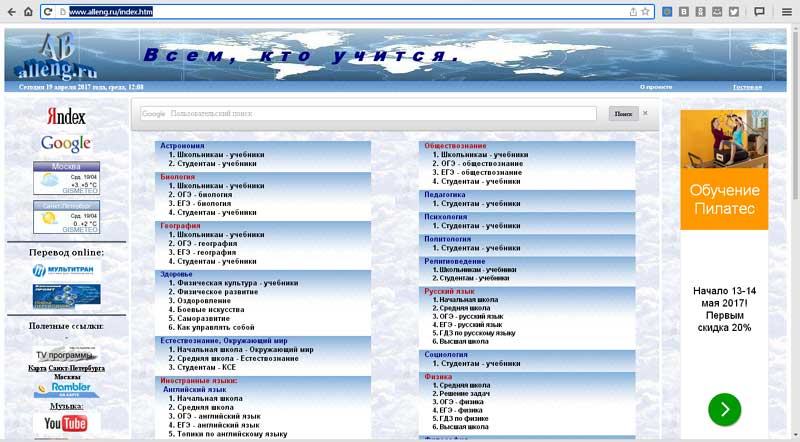 www.alleng.ru/index.htm
AB
alleng.ru
Всем, кто учится.
Сегодня 19 апреля 2017 года, среда, 12:08
О проекте
Гостевая
Яndex
Google
Москва
Срд. 19/04
+3..+5 °C
GISMETEO
Санкт-Петербург
Срд. 19/04
0..+2 °C
GISMETEO
Перевод online:
МУЛЬТИТРАН
Полезные ссылки:
TV программы
Карта Санкт-Петербурга
Москвы
Rambler
НА КАРТЕ
Музыка:
YouTube
Google Пользовательский поиск
Поиск
×
Астрономия
1. Школьникам - учебники
2. Студентам - учебники
Биология
1. Школьникам - учебники
2. ОГЭ - биология
3. ЕГЭ - биология
4. Студентам - учебники
География
1. Школьникам - учебники
2. ОГЭ - география
3. ЕГЭ - география
4. Студентам - учебники
Здоровье
1. Физическая культура - учебники
2. Физическое развитие
3. Оздоровление
4. Боевые искусства
5. Саморазвитие
6. Как управлять собой
Естествознание, Окружающий мир
1. Начальная школа - Окружающий мир
2. Средняя школа - Естествознание
3. Студентам - КСЕ
Иностранные языки:
Английский язык
1. Начальная школа
2. Средняя школа
3. ОГЭ - английский язык
4. ЕГЭ - английский язык
5. Топики по английскому языку
Обществознание
1. Школьникам - учебники
2. ОГЭ - обществознание
3. ЕГЭ - обществознание
4. Студентам - учебники
Педагогика
1. Студентам - учебники
Психология
1. Студентам - учебники
Политология
1. Студентам - учебники
Религиоведение
1. Школьникам - учебники
2. Студентам - учебники
Русский язык
1. Начальная школа
2. Средняя школа
3. ОГЭ - русский язык
4. ЕГЭ - русский язык
5. ГДЗ по русскому языку
6. Высшая школа
Социология
1. Студентам - учебники
Физика
1. Средняя школа
2. Решение задач
3. ОГЭ - физика
4. ЕГЭ - физика
5. ГДЗ по физике
6. Высшая школа
Обучение
Пилатес
Начало 13-14
мая 2017!
Первым
скидка 20%